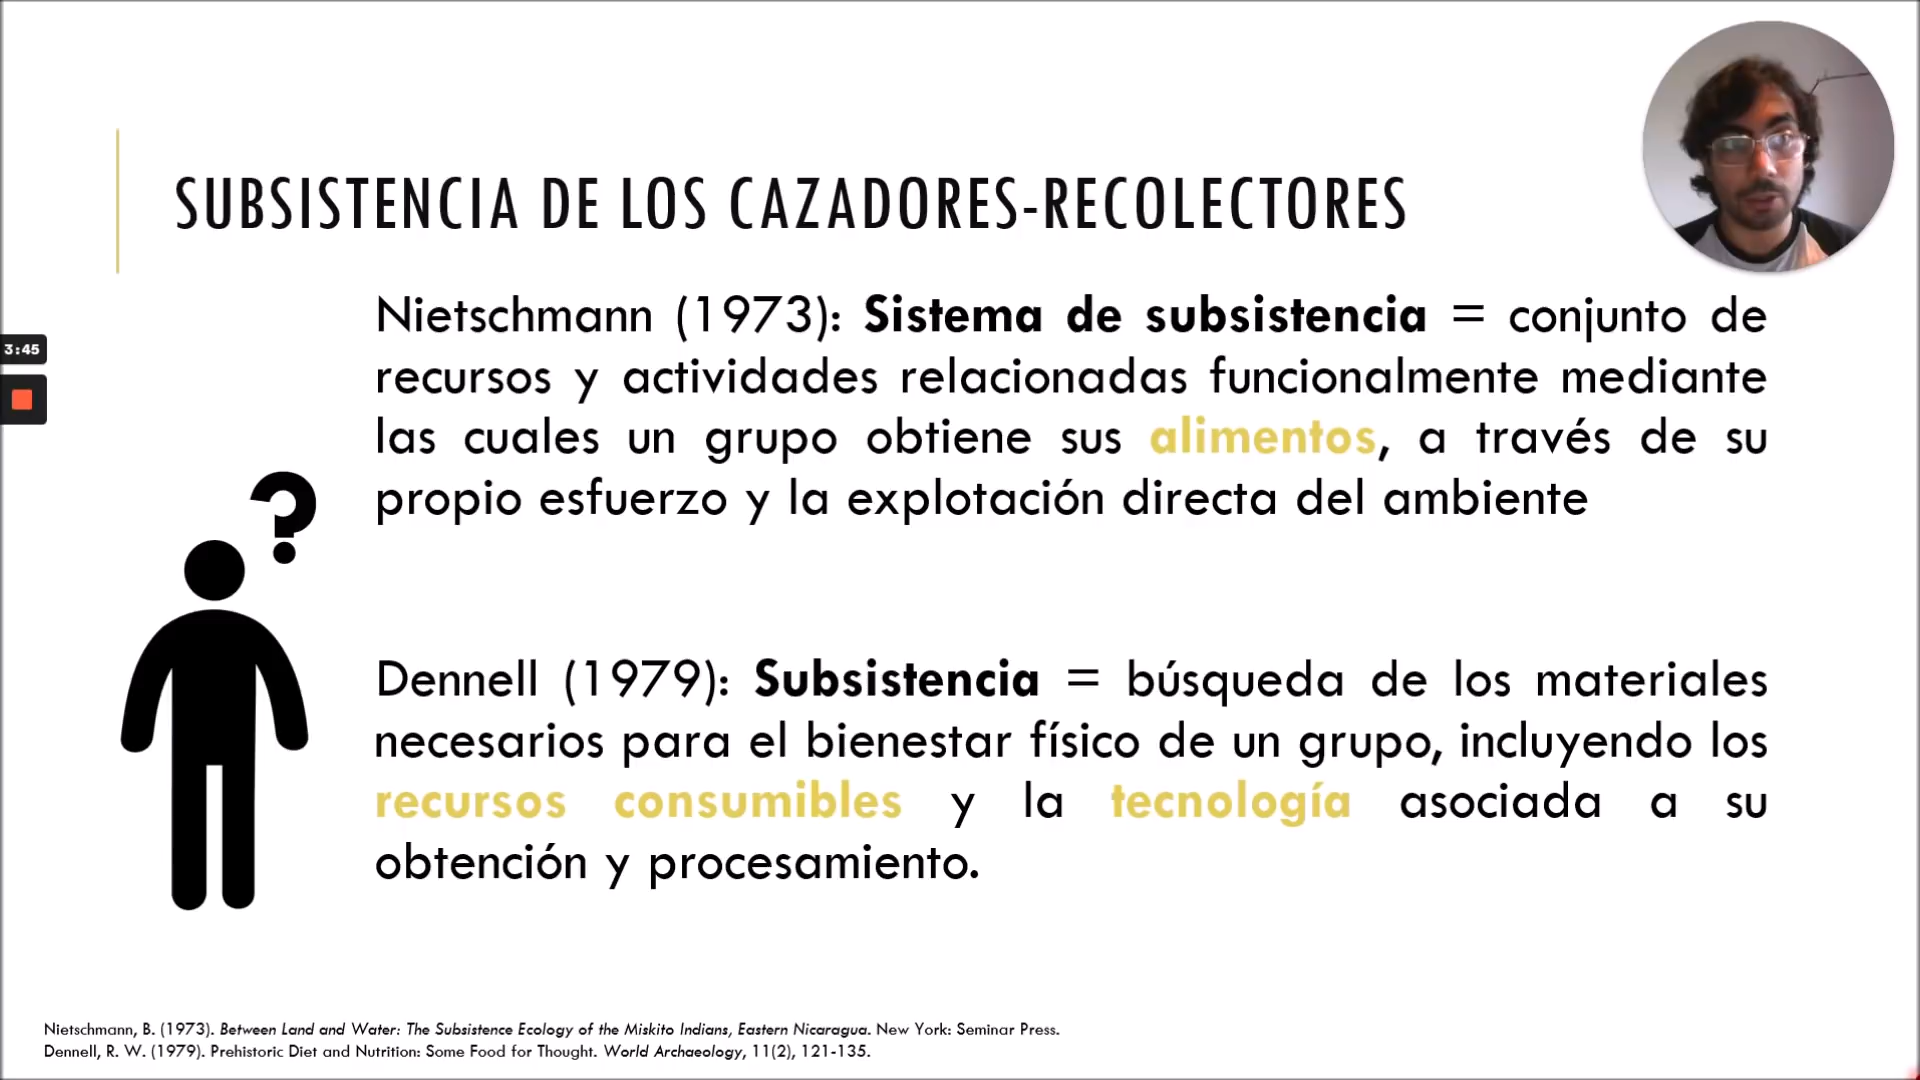 SUBSISTENCIA DE LOS CAZADORES-RECOLECTORES
Nietschmann (1973): Sistema de subsistencia = conjunto de
recursos y actividades relacionadas funcionalmente mediante
las cuales un grupo obtiene sus alimentos, a través de su
propio esfuerzo y la explotación directa del ambiente
3:45
?
Dennell (1979): Subsistencia = búsqueda de los materiales
necesarios para el bienestar físico de un grupo, incluyendo los
recursos consumibles y la tecnología asociada a su
obtención y procesamiento.
Nietschmann, B. (1973). Between Land and Water: The Subsistence Ecology of the Miskito Indians, Eastern Nicaragua. New York: Seminar Press.
Dennell, R. W. (1979). Prehistoric Diet and Nutrition: Some Food for Thought. World Archaeology, 11(2), 121-135.